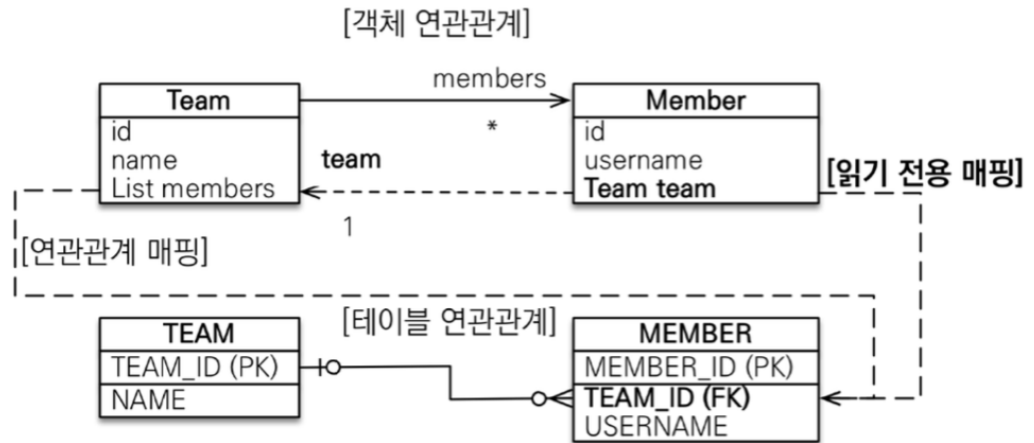 [객체 연관관계]
members
Team
Member
*
id
name
List members
id
username
Team team
team
1
[읽기 전용 매핑]
[연관관계 매핑]
[테이블 연관관계]
TEAM
TEAM_ID (PK)
NAME
MEMBER
MEMBER_ID (PK)
TEAM_ID (FK)
USERNAME